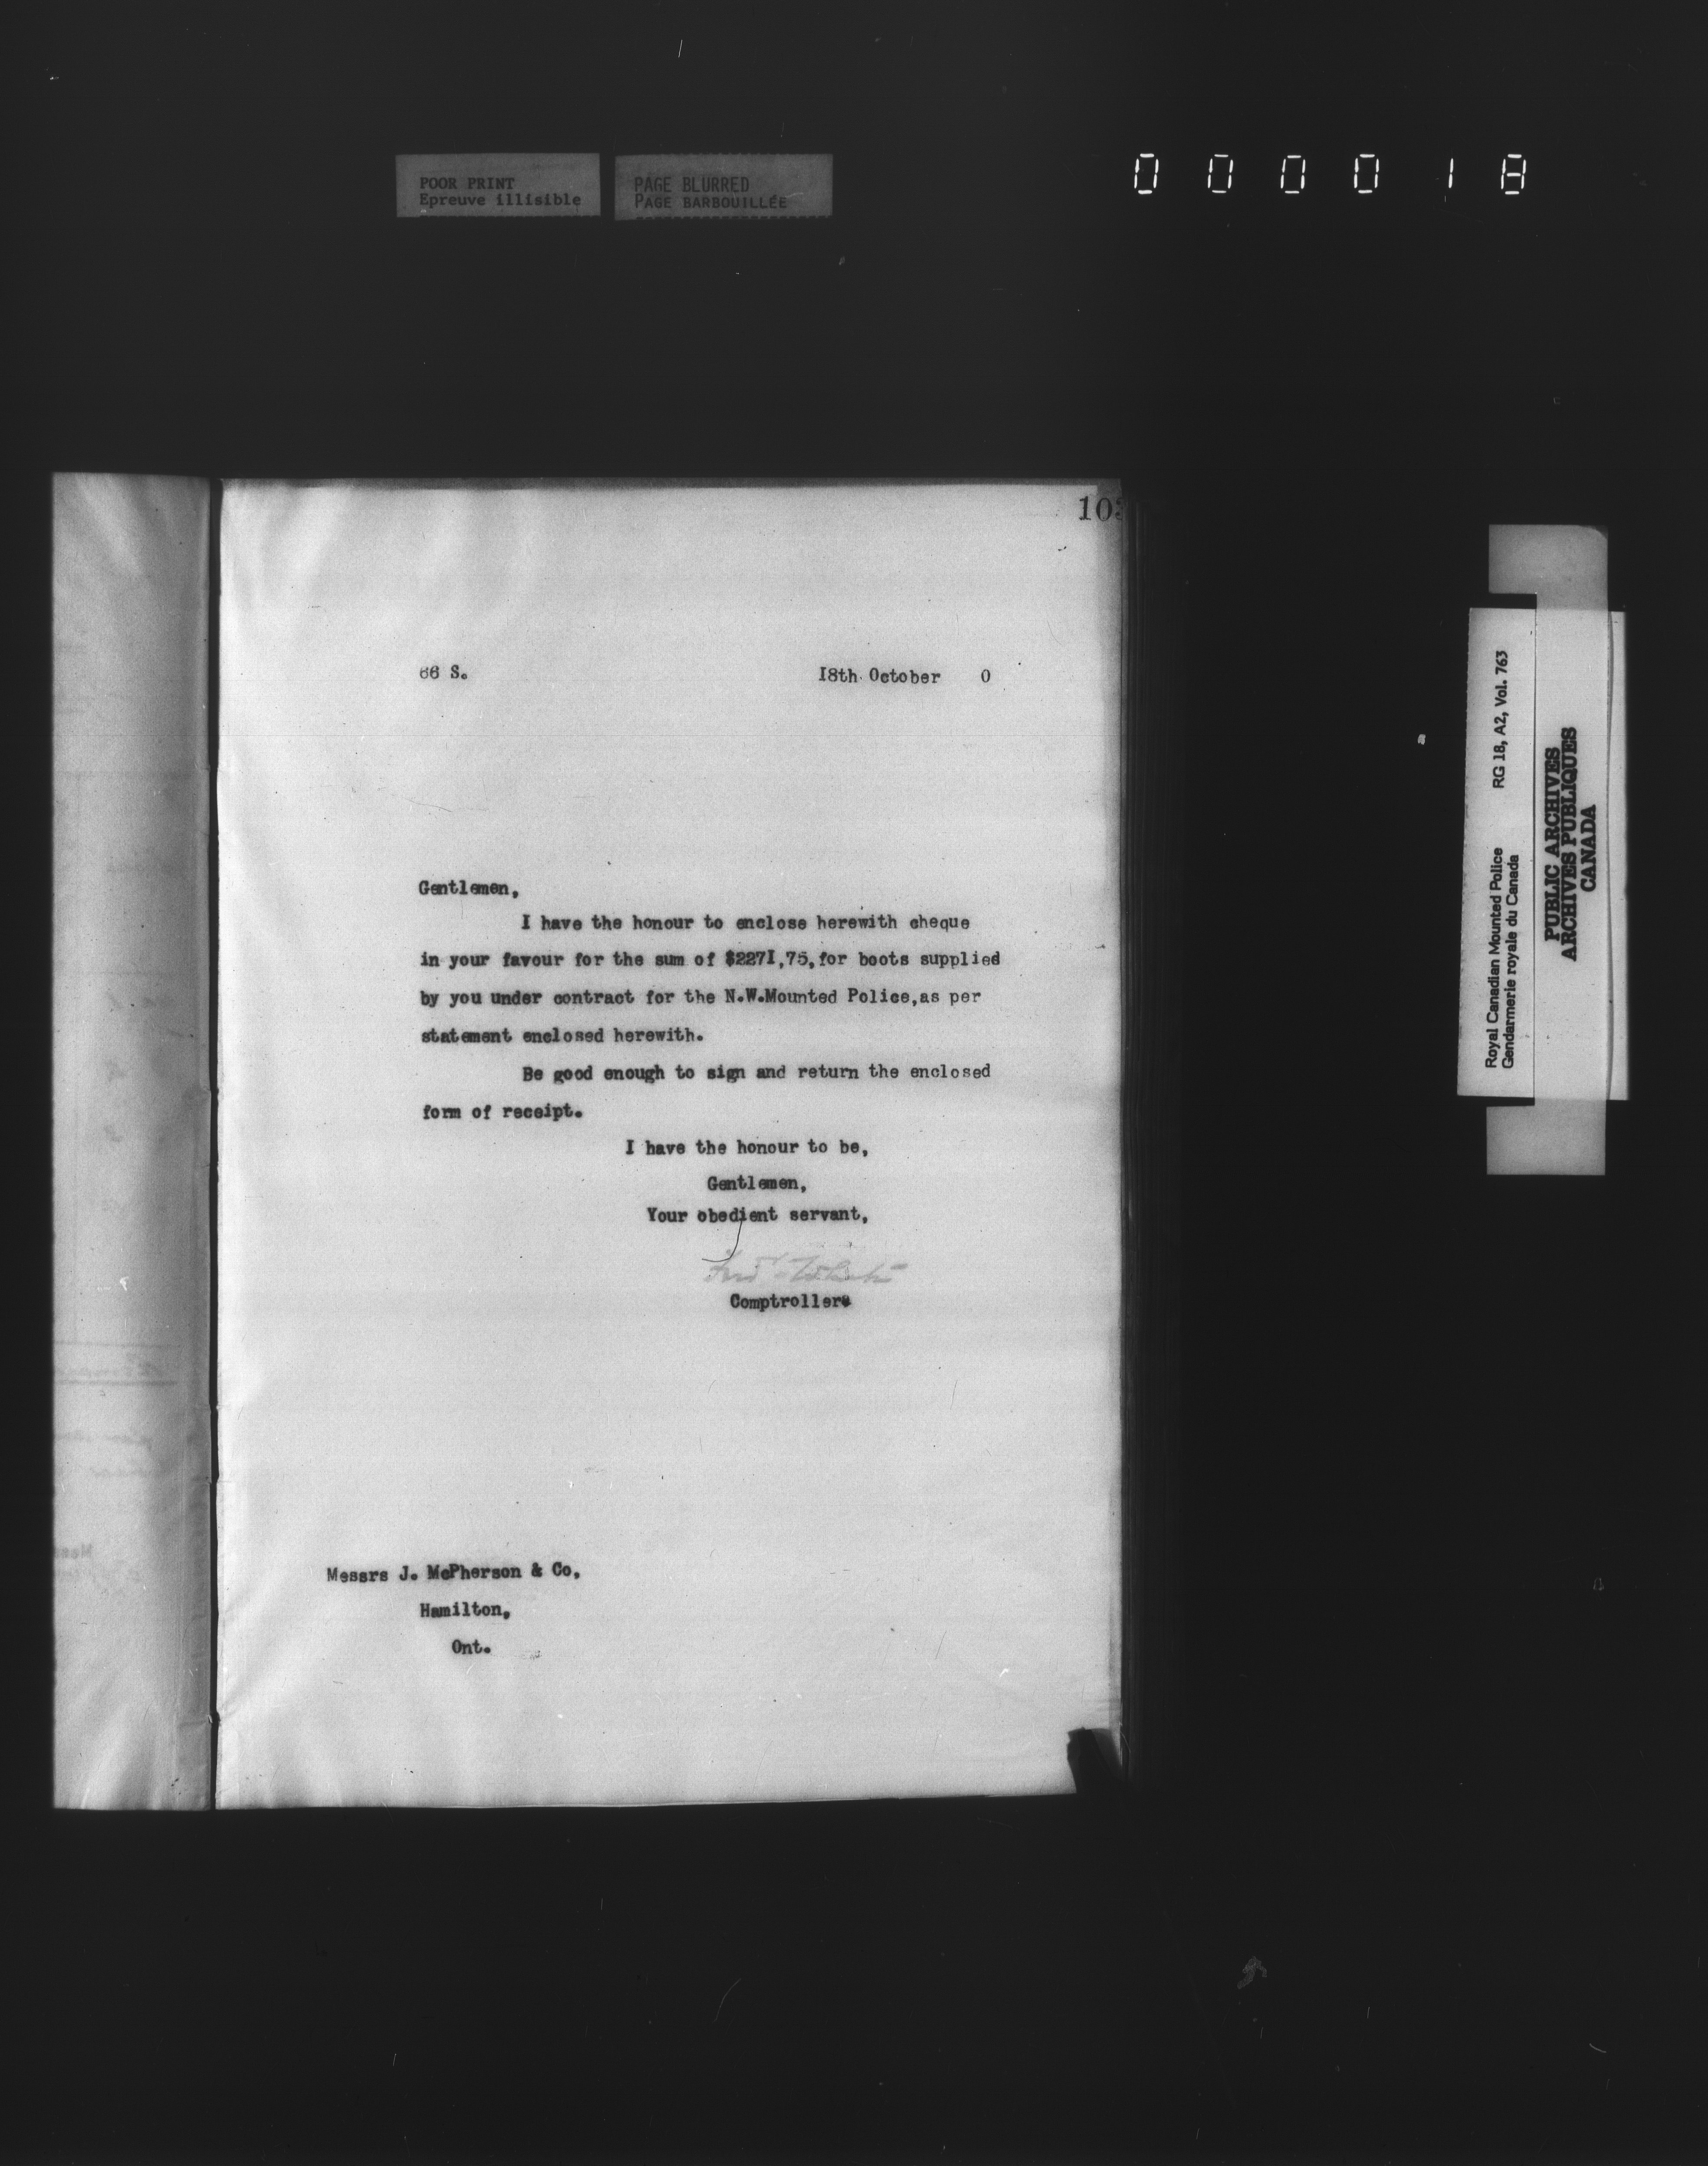 POOR PRINT
Epreuve illisible
PAGE BLURRED
PAGE BARBOUILLÉE
000018
103
66 S. 18th October 0
Gentlemen,
I have the honour to enclose herewith cheque
in your favour for the sum of $2271,75, for boots supplied
by you under contract for the N.W.Mounted Police,as per
statement enclosed herewith.
Be good enough to sign and return the enclosed
form of receipt.
I have the honour to be,
Gentlemen,
Your obedient servant,
Fred White
Comptroller.
Messrs J. McPherson & Co,
Hamilton,
Ont.
Royal Canadian Mounted Police RG 18, A2, Vol. 763
Gendarmerie royale du Canada
PUBLIC ARCHIVES
ARCHIVES PUBLIQUES
CANADA